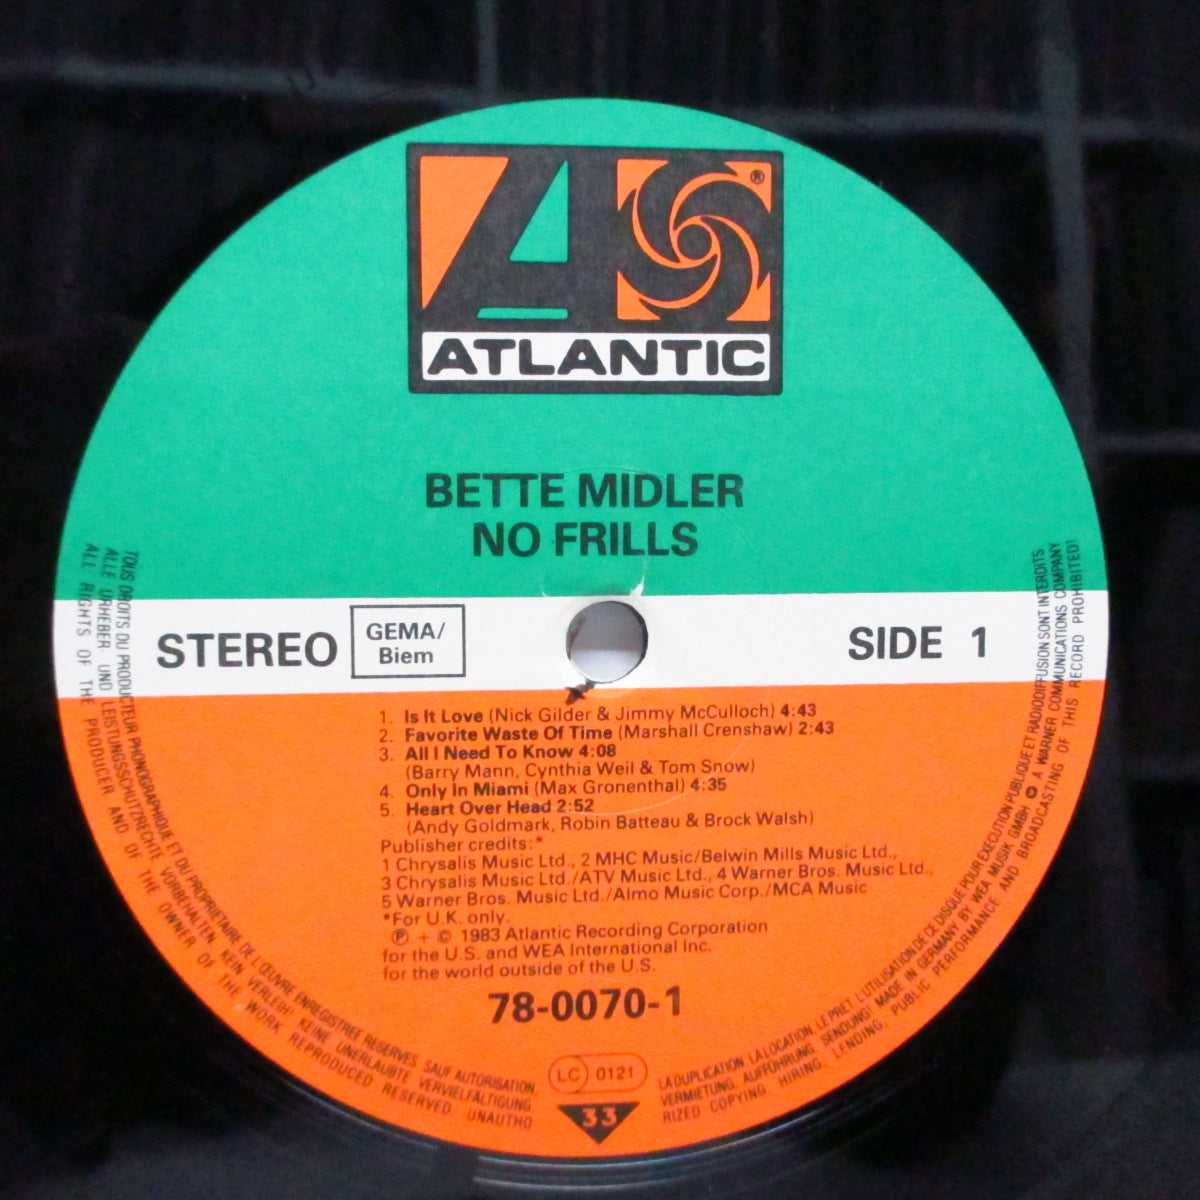 ®
ATLANTIC
BETTE MIDLER
NO FRILLS
STEREO
GEMA/
Biem
SIDE 1
1. Is It Love (Nick Gilder & Jimmy McCulloch) 4:43
2. Favorite Waste Of Time (Marshall Crenshaw) 2:43
3. All I Need To Know 4:08
(Barry Mann, Cynthia Weil & Tom Snow)
4. Only In Miami (Max Gronenthal) 4:35
5. Heart Over Head 2:52
(Andy Goldmark, Robin Batteau & Brock Walsh)
Publisher credits:*
1 Chrysalis Music Ltd., 2 MHC Music/Belwin Mills Music Ltd.,
3 Chrysalis Music Ltd./ATV Music Ltd., 4 Warner Bros. Music Ltd.,
5 Warner Bros. Music Ltd./Almo Music Corp./MCA Music
*For U.K. only.
℗ + © 1983 Atlantic Recording Corporation
for the U.S. and WEA International Inc.
for the world outside of the U.S.
78-0070-1
LC 0121
33
TOUS DROITS DU PRODUCTEUR PHONOGRAPHIQUE ET DU PROPRIETAIRE DE L'ŒUVRE ENREGISTREE RESERVES. SAUF AUTORISATION, LA DUPLICATION, LA LOCATION, LE PRET, L'UTILISATION DE CE DISQUE POUR EXECUTION PUBLIQUE ET RADIODIFFUSION SONT INTERDITS
ALLE URHEBER- UND LEISTUNGSSCHUTZRECHTE VORBEHALTEN. KEIN VERLEIH! KEINE UNERLAUBTE VERVIELFÄLTIGUNG, VERMIETUNG, AUFFÜHRUNG, SENDUNG! MADE IN GERMANY BY WEA MUSIK GMBH A WARNER COMMUNICATIONS COMPANY
ALL RIGHTS OF THE PRODUCER AND OF THE OWNER OF THE WORK REPRODUCED RESERVED UNAUTHORIZED COPYING, HIRING, LENDING, PUBLIC PERFORMANCE AND BROADCASTING OF THIS RECORD PROHIBITED!